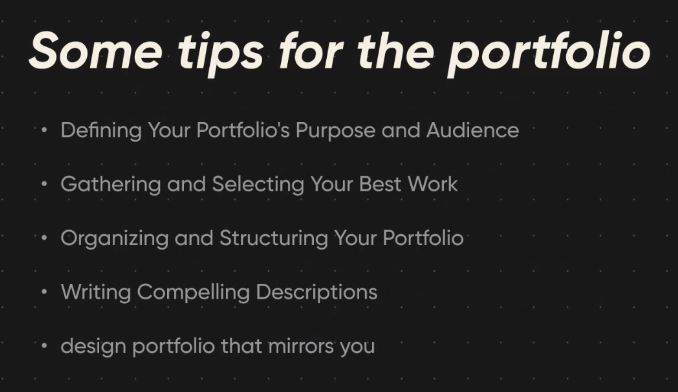 Some tips for the portfolio
• Defining Your Portfolio's Purpose and Audience
• Gathering and Selecting Your Best Work
• Organizing and Structuring Your Portfolio
• Writing Compelling Descriptions
• design portfolio that mirrors you